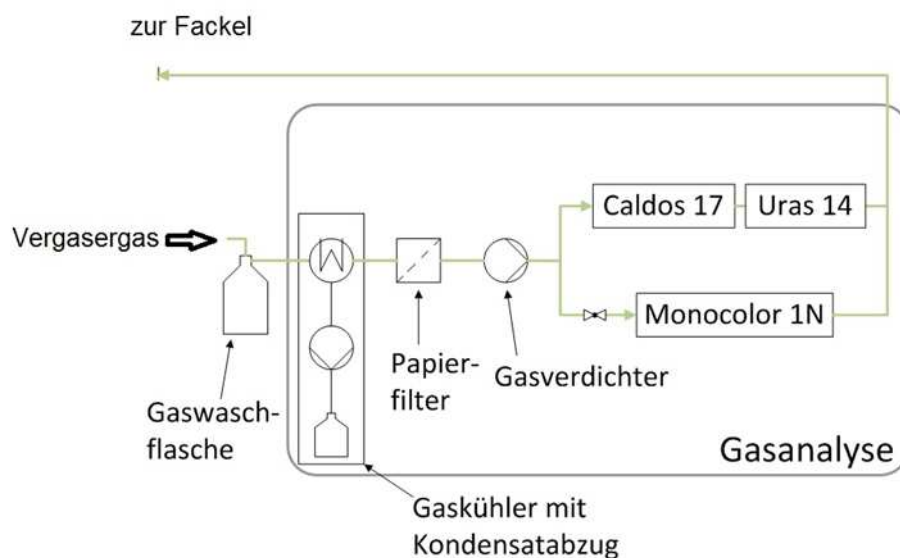 zur Fackel
Caldos 17
Uras 14
Vergasergas
Monocolor 1N
Papier-
filter
Gasverdichter
Gaswasch-
flasche
Gasanalyse
Gaskühler mit
Kondensatabzug